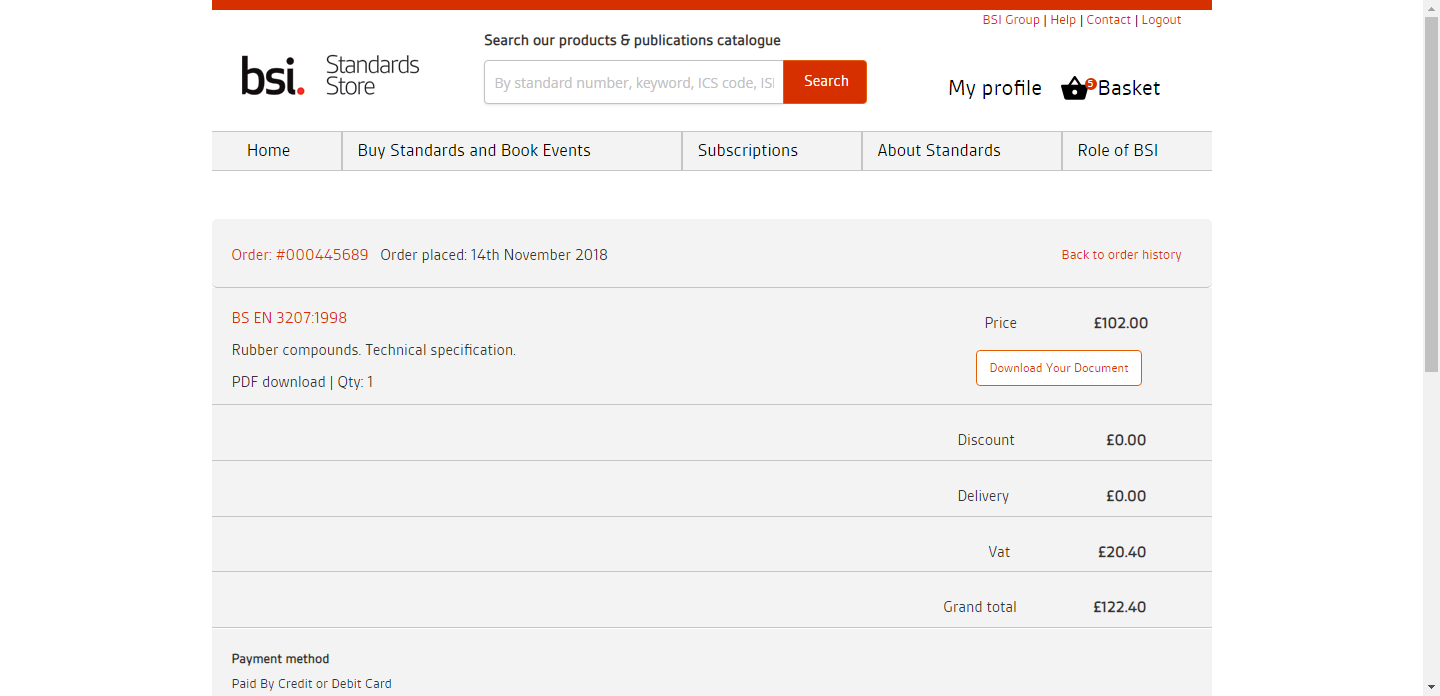 BSI Group | Help | Contact | Logout
bsi. Standards Store
Search our products & publications catalogue
By standard number, keyword, ICS code, ISI
Search
My profile
5
Basket
Home
Buy Standards and Book Events
Subscriptions
About Standards
Role of BSI
Order: #000445689 Order placed: 14th November 2018
Back to order history
BS EN 3207:1998
Rubber compounds. Technical specification.
PDF download | Qty: 1
Price £102.00
Download Your Document
Discount £0.00
Delivery £0.00
Vat £20.40
Grand total £122.40
Payment method
Paid By Credit or Debit Card